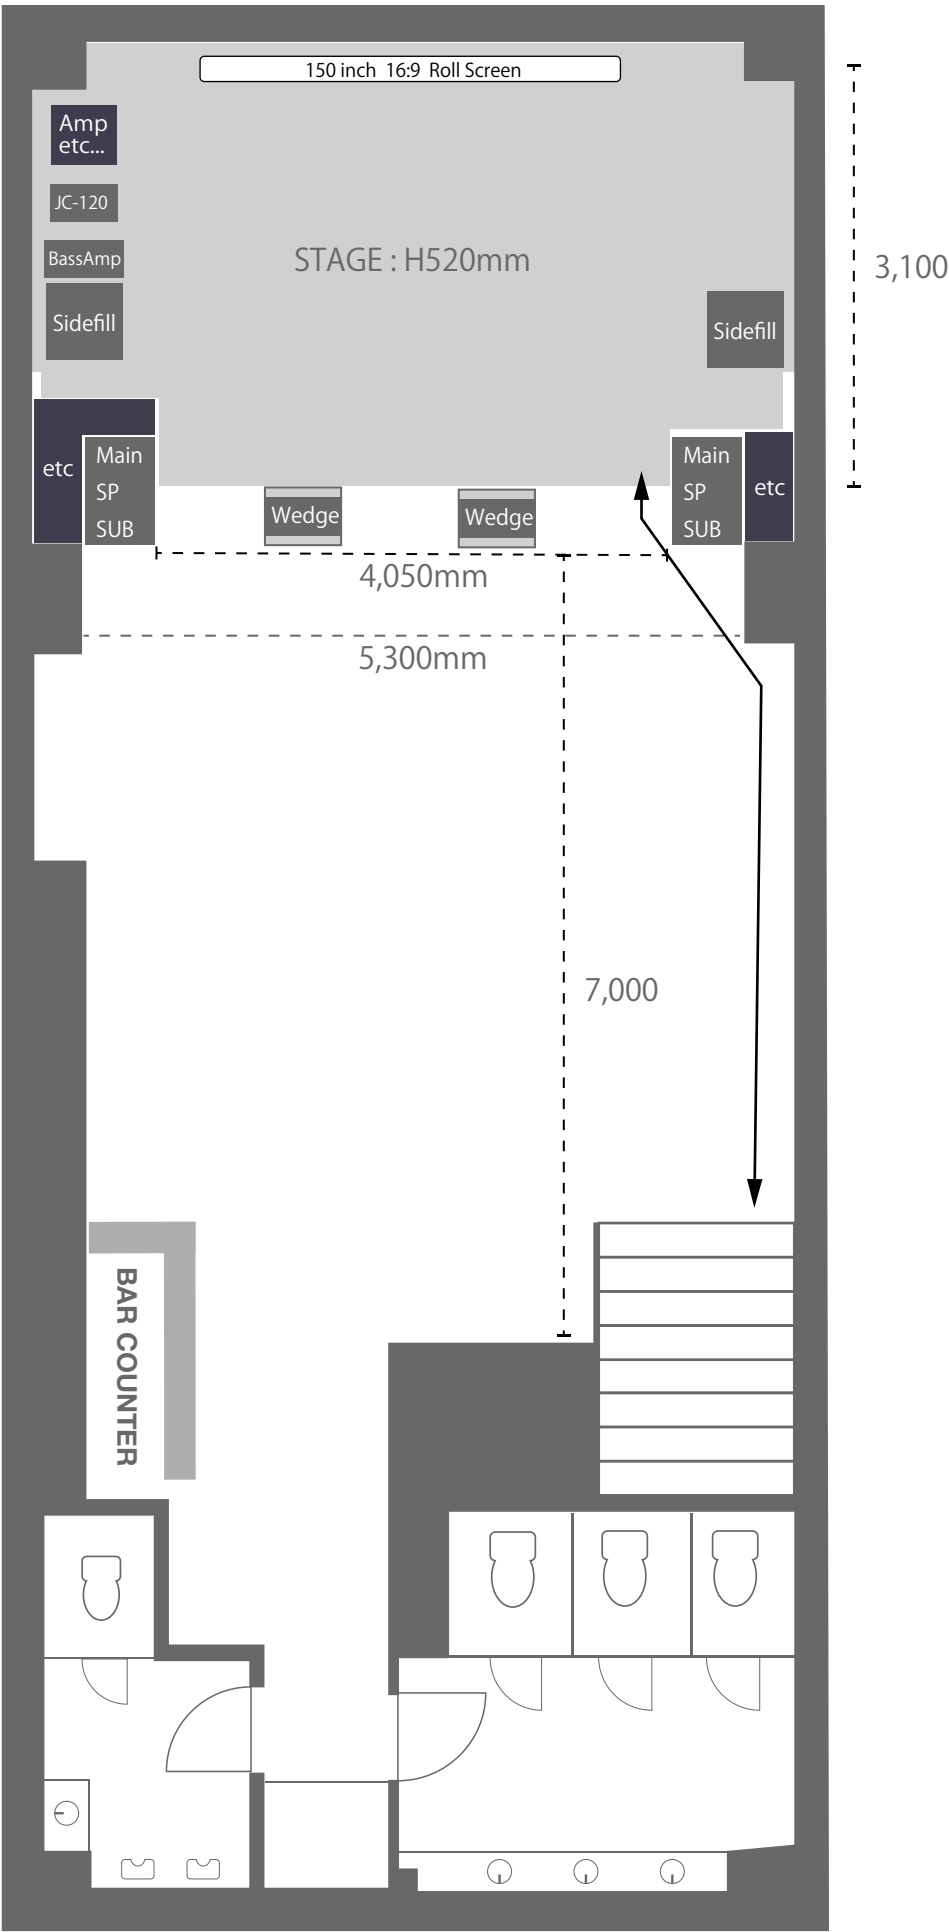 150 inch 16:9 Roll Screen
Amp
etc...
JC-120
BassAmp
Sidefill
STAGE : H520mm
Sidefill
3,100
etc
Main
SP
SUB
Wedge
Wedge
Main
SP
SUB
etc
4,050mm
5,300mm
7,000
BAR COUNTER